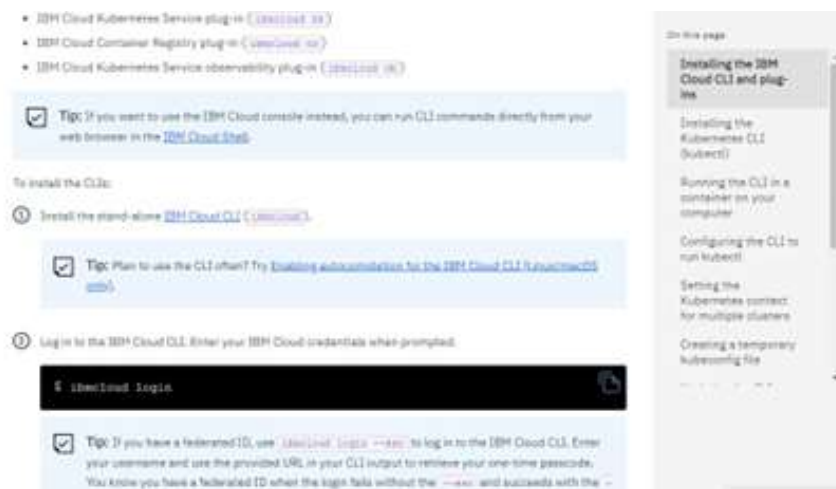 IBM Cloud Kubernetes Service plug-in (ibmcloud ks)
IBM Cloud Container Registry plug-in (ibmcloud cr)
IBM Cloud Kubernetes Service observability plug-in (ibmcloud ob)
Tip: If you want to use the IBM Cloud console instead, you can run CLI commands directly from your
web browser in the IBM Cloud Shell.
To install the CLIs:
1 Install the stand-alone IBM Cloud CLI (ibmcloud).
Tip: Plan to use the CLI often? Try Enabling autocompletion for the IBM Cloud CLI (Linux/macOS
only).
2 Log in to the IBM Cloud CLI. Enter your IBM Cloud credentials when prompted.
$ ibmcloud login
Tip: If you have a federated ID, use ibmcloud login --sso to log in to the IBM Cloud CLI. Enter
your username and use the provided URL in your CLI output to retrieve your one-time passcode.
You know you have a federated ID when the login fails without the --sso and succeeds with the -
On this page
Installing the IBM
Cloud CLI and plug-
ins
Installing the
Kubernetes CLI
(kubectl)
Running the CLI in a
container on your
computer
Configuring the CLI to
run kubectl
Setting the
Kubernetes context
for multiple clusters
Creating a temporary
kubeconfig file